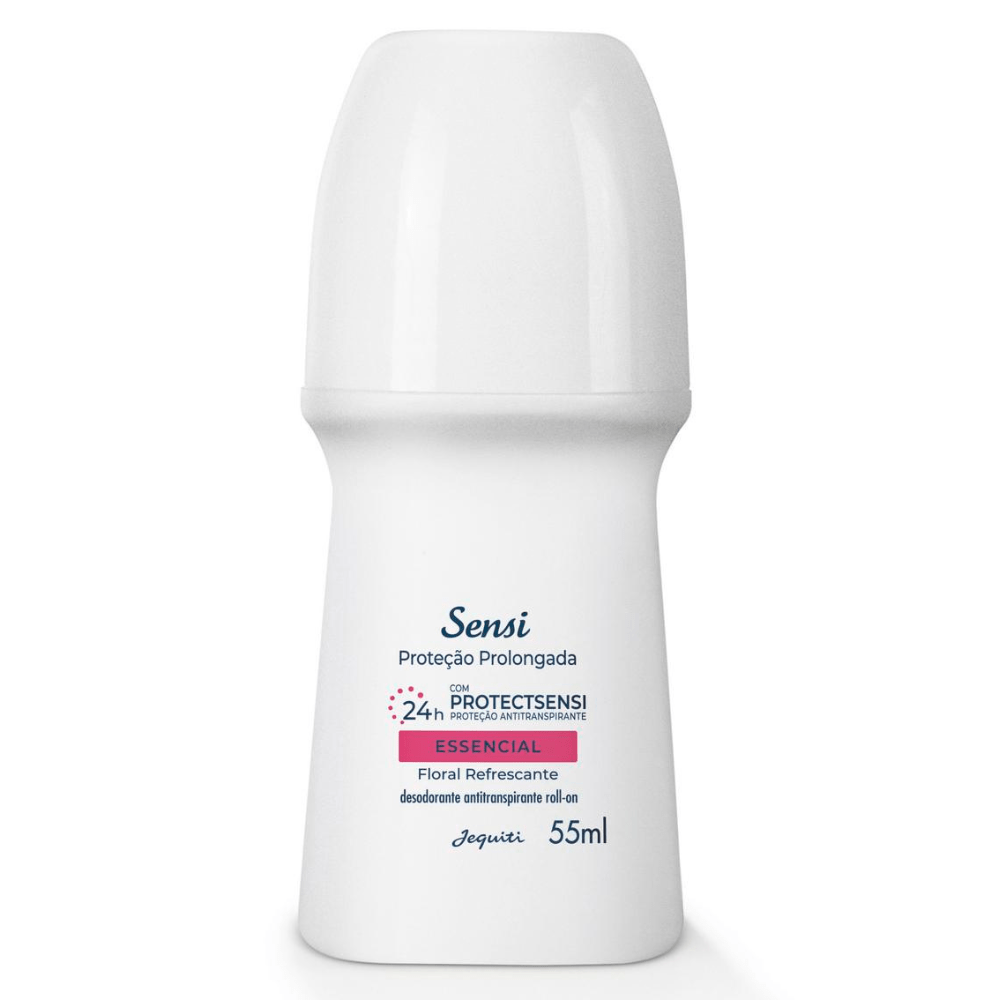 Sensi
Proteção Prolongada
24h COM PROTECTSENSI
PROTEÇÃO ANTITRANSPIRANTE
ESSENCIAL
Floral Refrescante
desodorante antitranspirante roll-on
Jequiti 55ml